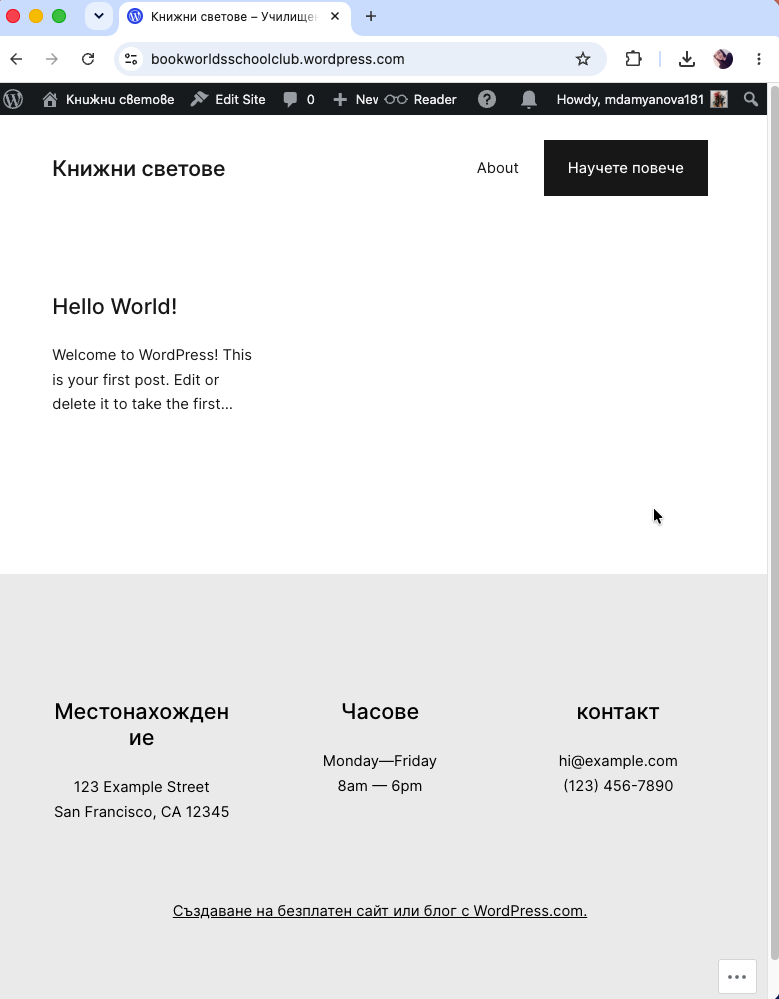 Книжни светове – Училищен
bookworldsschoolclub.wordpress.com
Книжни светове Edit Site 0 New Reader Howdy, mdamyanova181
Книжни светове About Научете повече
Hello World!
Welcome to WordPress! This
is your first post. Edit or
delete it to take the first...
Местонахожден
ие
123 Example Street
San Francisco, CA 12345
Часове
Monday—Friday
8am — 6pm
контакт
hi@example.com
(123) 456-7890
Създаване на безплатен сайт или блог с WordPress.com.